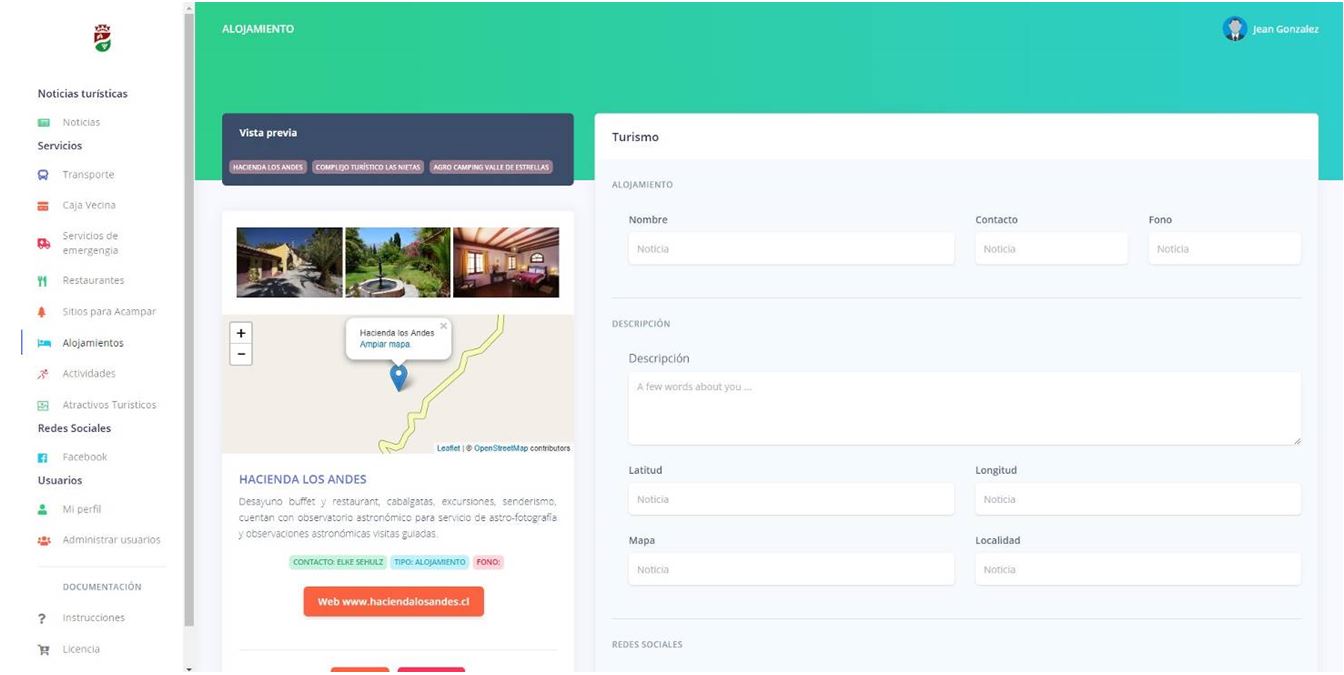 Noticias turísticas
Noticias
Servicios
Transporte
Caja Vecina
Servicios de
emergengia
Restaurantes
Sitios para Acampar
Alojamientos
Actividades
Atractivos Turisticos
Redes Sociales
Facebook
Usuarios
Mi perfil
Administrar usuarios
DOCUMENTACIÓN
Instrucciones
Licencia
ALOJAMIENTO
Jean Gonzalez
Vista previa
HACIENDA LOS ANDES COMPLEJO TURÍSTICO LAS NIETAS AGRO CAMPING VALLE DE ESTRELLAS
+
−
Hacienda los Andes ×
Ampiar mapa
Leaflet | © OpenStreetMap contributors
HACIENDA LOS ANDES
Desayuno buffet y restaurant, cabalgatas, excursiones, senderismo,
cuentan con observatorio astronómico para servicio de astro-fotografía
y observaciones astronómicas visitas guiadas.
CONTACTO: ELKE SEHULZ TIPO: ALOJAMIENTO FONO:
Web www.haciendalosandes.cl
Turismo
ALOJAMIENTO
Nombre Contacto Fono
Noticia Noticia Noticia
DESCRIPCIÓN
Descripción
A few words about you ...
Latitud Longitud
Noticia Noticia
Mapa Localidad
Noticia Noticia
REDES SOCIALES